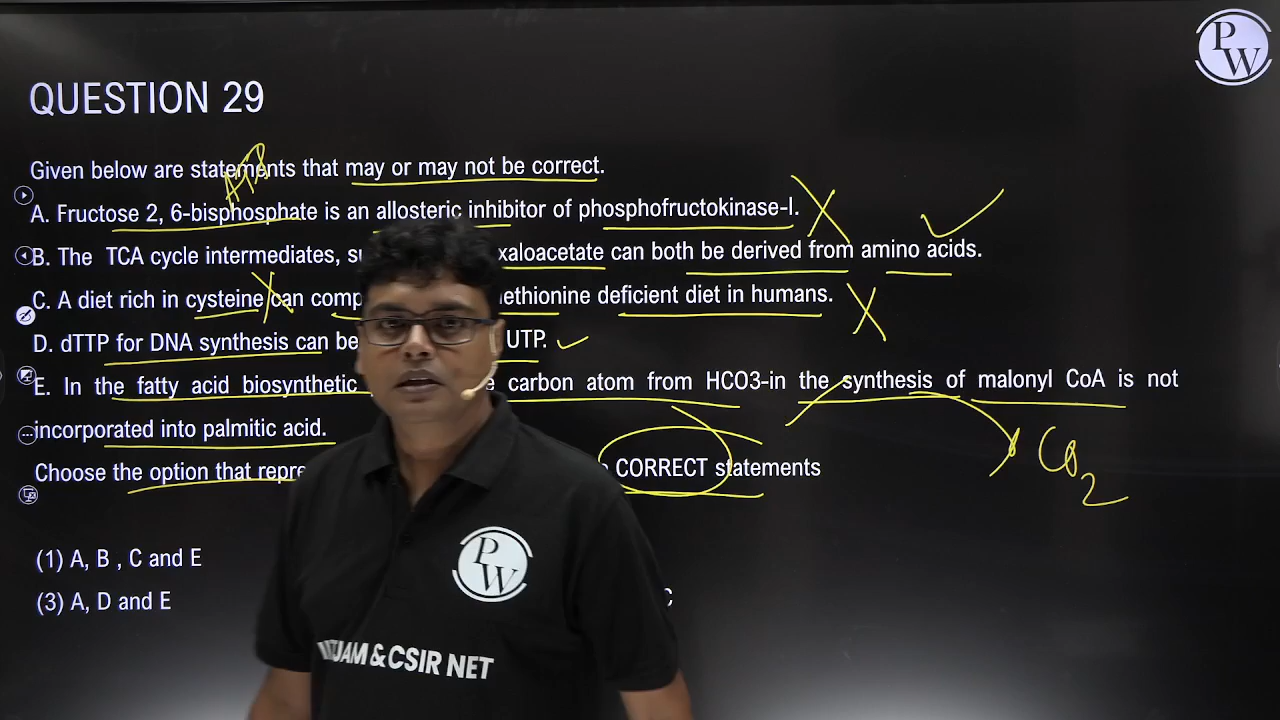 PW
QUESTION 29
Given below are statements that may or may not be correct.
A. Fructose 2, 6-bisphosphate is an allosteric inhibitor of phosphofructokinase-I.
B. The TCA cycle intermediates, xaloacetate can both be derived from amino acids.
C. A diet rich in cysteine can comp ethionine deficient diet in humans.
D. dTTP for DNA synthesis can be UTP.
E. In the fatty acid biosynthetic carbon atom from HCO3-in the synthesis of malonyl CoA is not
incorporated into palmitic acid.
CO2
Choose the option that repre CORRECT statements
(1) A, B , C and E
(3) A, D and E
C
PW
IIT JAM & CSIR NET